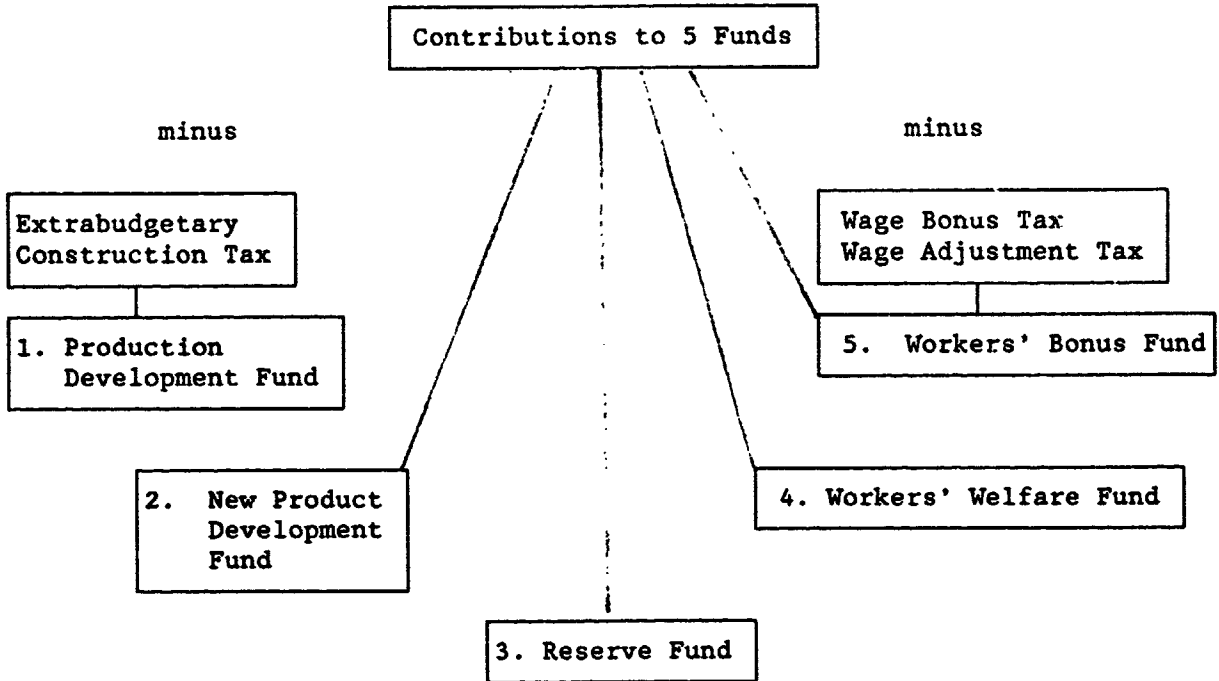 Contributions to 5 Funds
minus
minus
Extrabudgetary
Construction Tax
Wage Bonus Tax
Wage Adjustment Tax
1. Production
Development Fund
5. Workers' Bonus Fund
2. New Product
Development
Fund
4. Workers' Welfare Fund
3. Reserve Fund